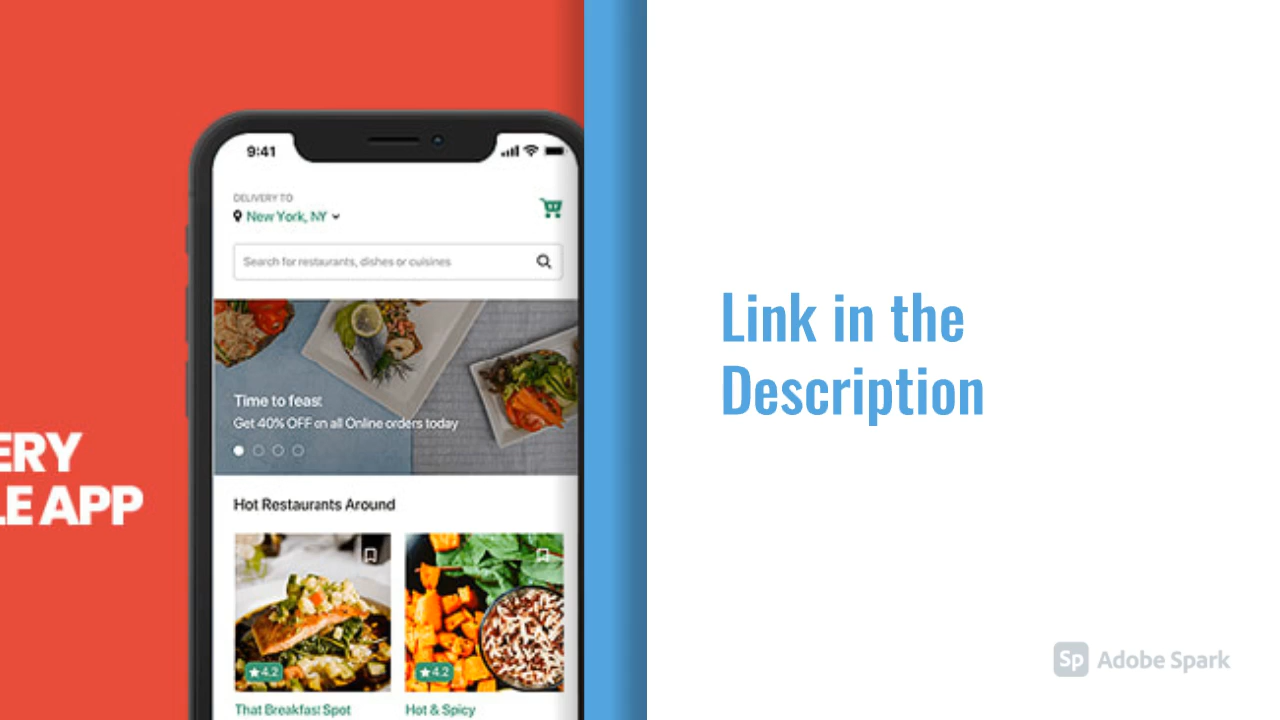 ERY
LE APP
9:41
DELIVERY TO
New York, NY
Search for restaurants, dishes or cuisines
Time to feast
Get 40% OFF on all Online orders today
Hot Restaurants Around
4.2
4.2
That Breakfast Spot
Hot & Spicy
Link in the
Description
Sp Adobe Spark